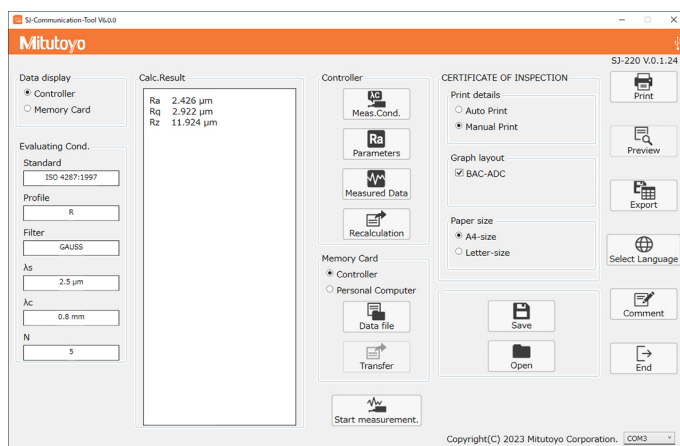 SJ-Communication-Tool V6.0.0
Mitutoyo
SJ-220 V.0.1.24
Data display
Controller
Memory Card
Evaluating Cond.
Standard
ISO 4287:1997
Profile
R
Filter
GAUSS
λs
2.5 µm
λc
0.8 mm
N
5
Calc.Result
Ra 2.426 µm
Rq 2.922 µm
Rz 11.924 µm
Controller
λC
Meas.Cond.
Ra
Parameters
Measured Data
Recalculation
Memory Card
Controller
Personal Computer
Data file
Transfer
Start measurement.
CERTIFICATE OF INSPECTION
Print details
Auto Print
Manual Print
Graph layout
BAC-ADC
Paper size
A4-size
Letter-size
Save
Open
Print
Preview
Export
Select Language
Comment
End
Copyright(C) 2023 Mitutoyo Corporation.
COM3